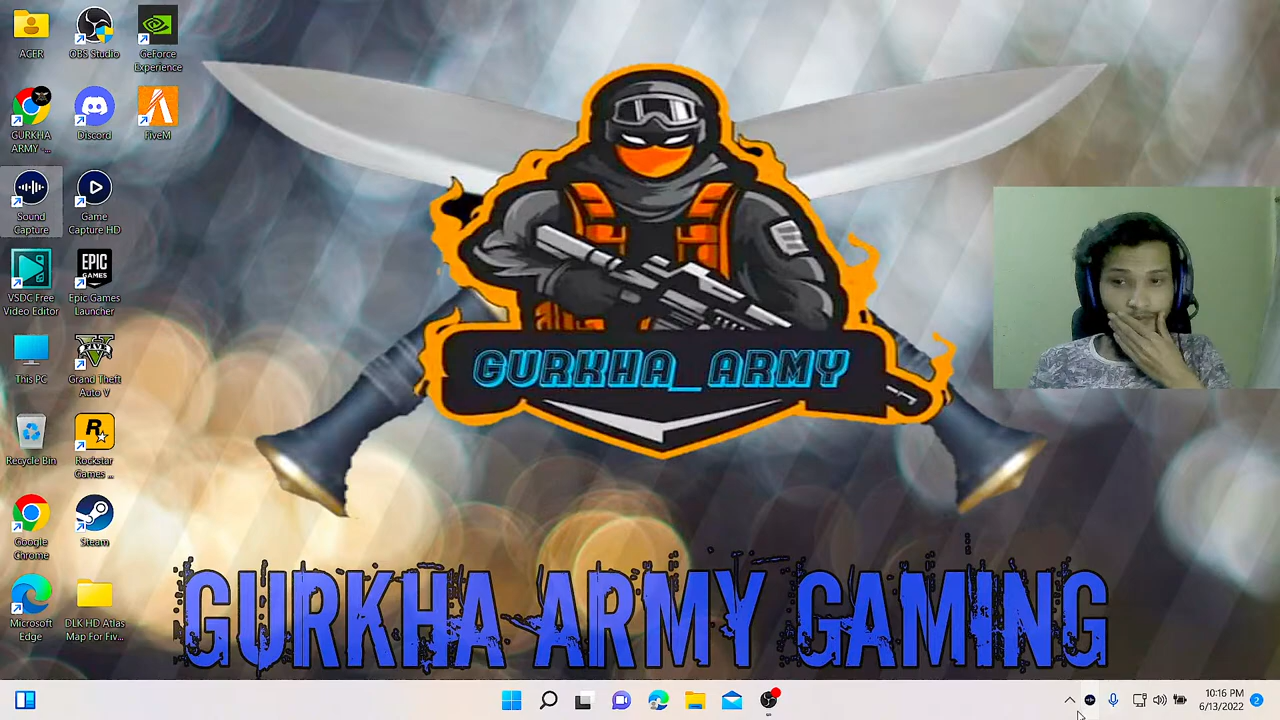 ACER
OBS Studio
GeForce
Experience
GURKHA
ARMY -...
Discord
FiveM
Sound
Capture
Game
Capture HD
VSDC Free
Video Editor
EPIC
GAMES
Epic Games
Launcher
This PC
V
Grand Theft
Auto V
Recycle Bin
R
Rockstar
Games ...
Google
Chrome
Steam
Microsoft
Edge
DLK HD Atlas
Map For Fiv...
GURKHA_ARMY
GURKHA ARMY GAMING
10:16 PM
6/13/2022
2